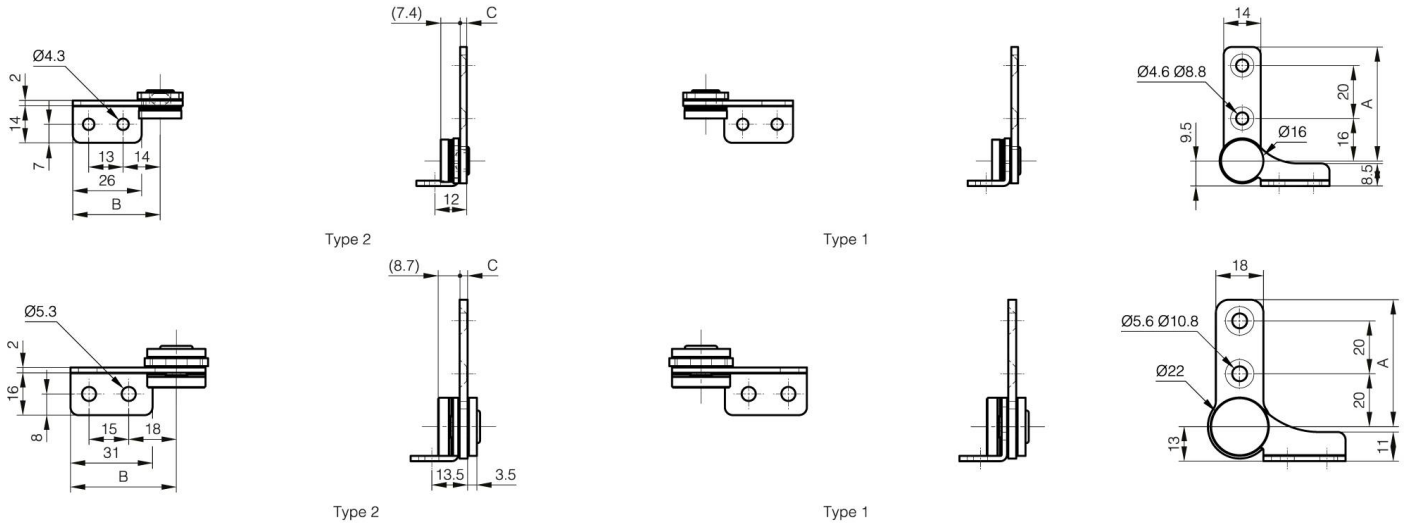 (7.4) C 14
Ø4.3
2
14
7
13 14
26
B
12
Ø4.6 Ø8.8
20
A
16
9.5
Ø16
8.5
Type 2 Type 1
(8.7) C 18
Ø5.3
2
16
8
15 18
31
B
13.5 3.5
Ø5.6 Ø10.8
20
A
20
Ø22
13
11
Type 2 Type 1